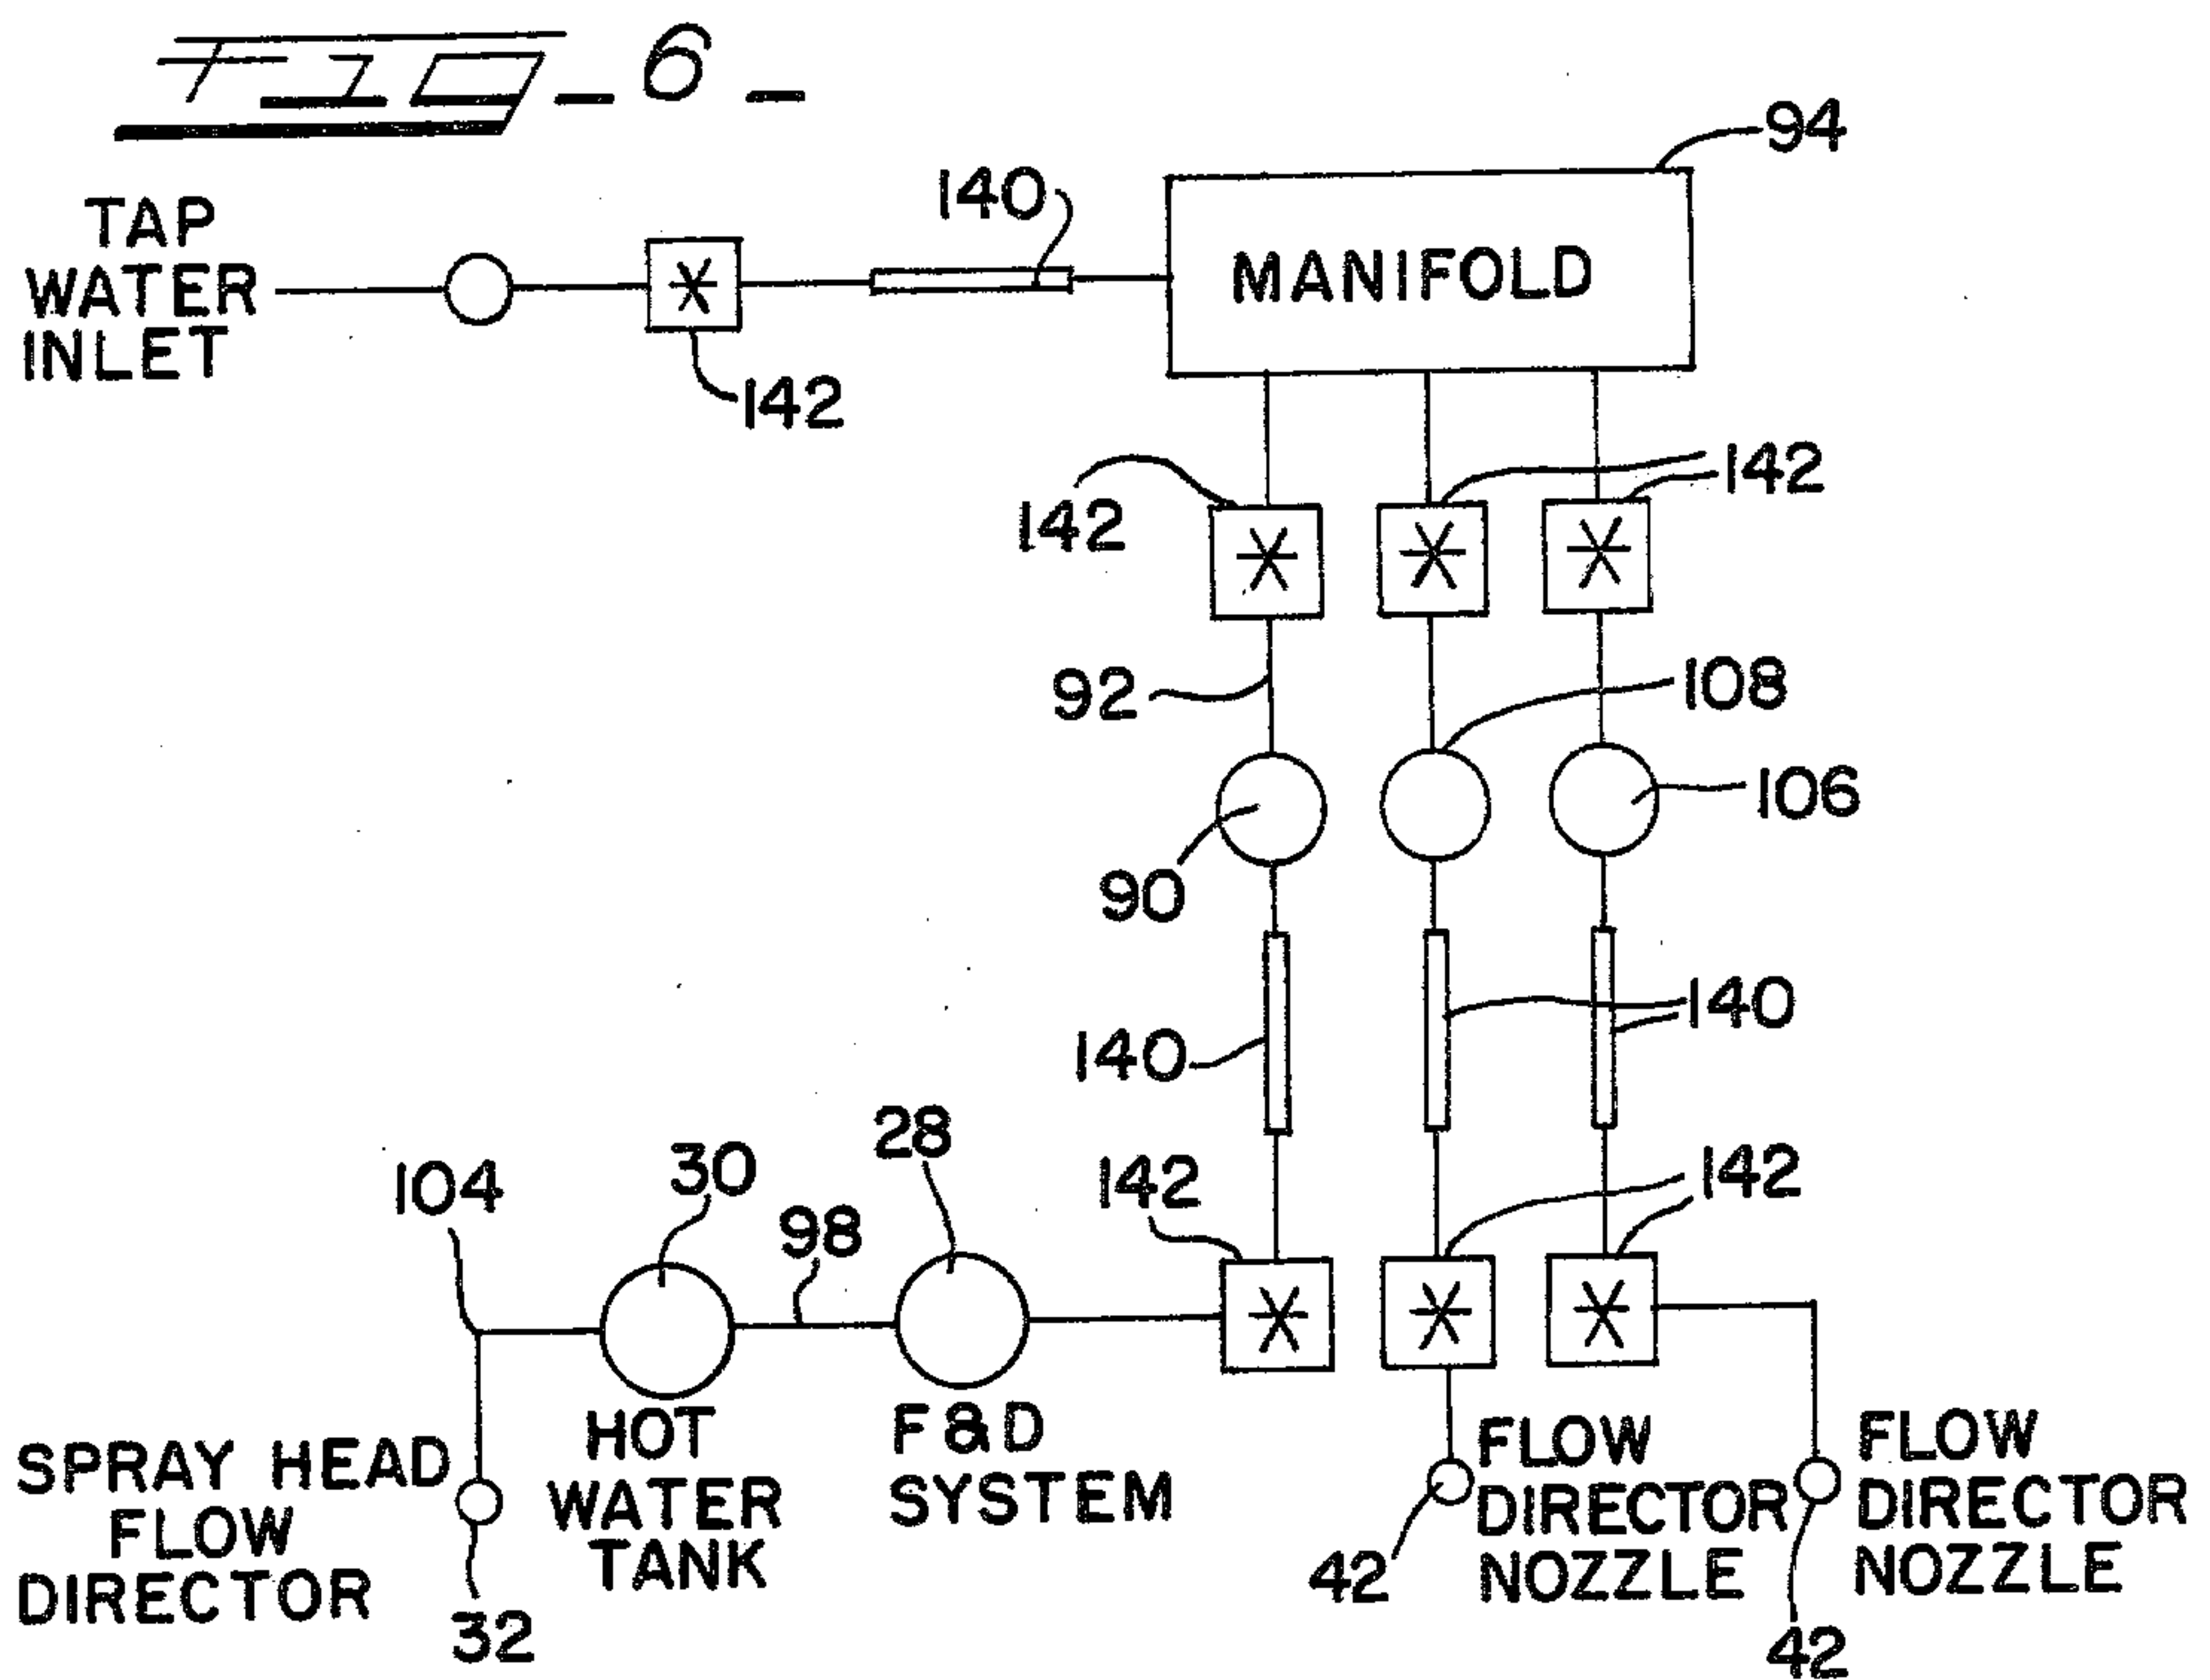 FIG_6_
94
140
TAP
WATER
INLET
MANIFOLD
142
142
142
92
108
106
90
140
140
28
30
104
98
142
142
HOT
WATER
TANK
F&D
SYSTEM
SPRAY HEAD
FLOW
DIRECTOR
FLOW
DIRECTOR
NOZZLE
FLOW
DIRECTOR
NOZZLE
32
42
42